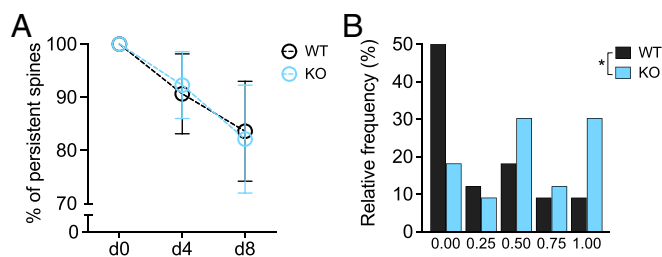 A
% of persistent spines
100
90
80
70
0
d0 d4 d8
WT
KO
B
Relative frequency (%)
50
40
30
20
10
0
0.00 0.25 0.50 0.75 1.00
* WT
KO